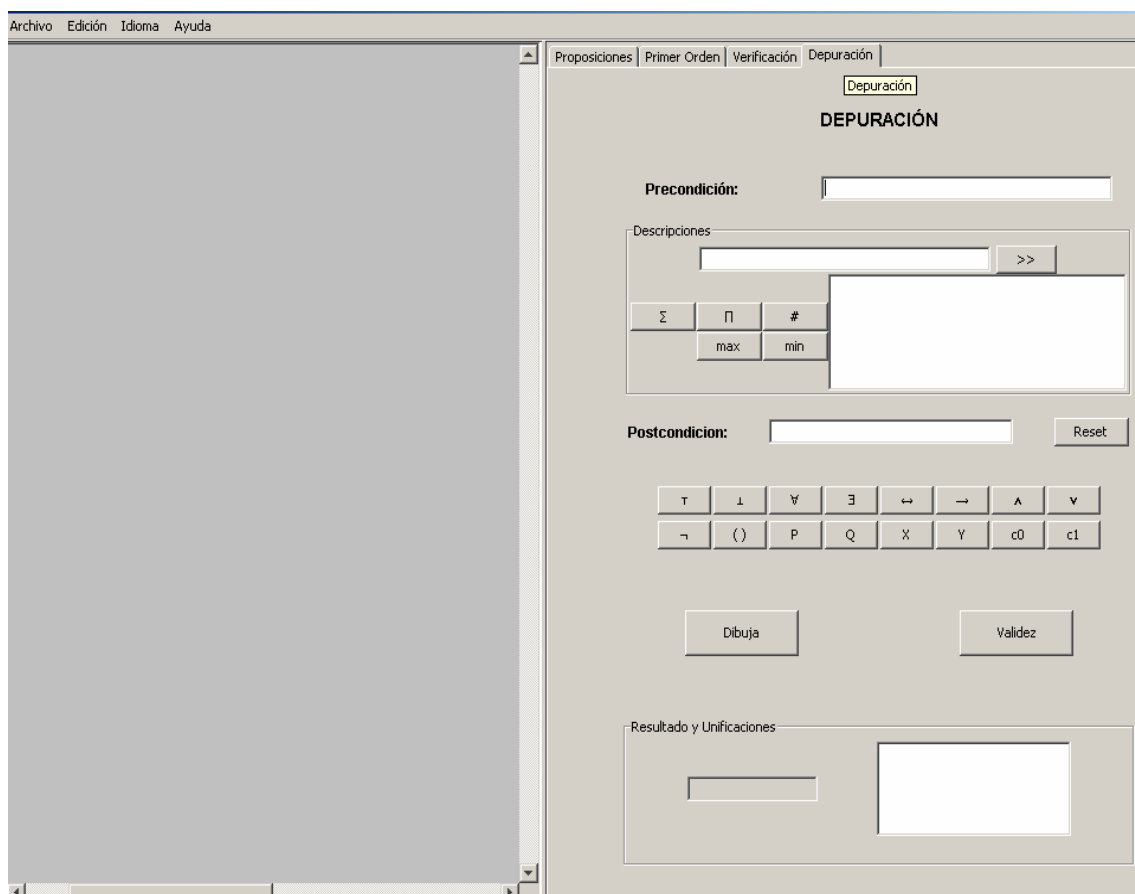 Archivo Edición Idioma Ayuda
Proposiciones Primer Orden Verificación Depuración
Depuración
DEPURACIÓN
Precondición:
Descripciones
>>
Σ Π #
max min
Postcondicion: Reset
⊤ ⊥ ∀ ∃ ↔ → ∧ ∨
¬ () P Q X Y c0 c1
Dibuja Validez
Resultado y Unificaciones